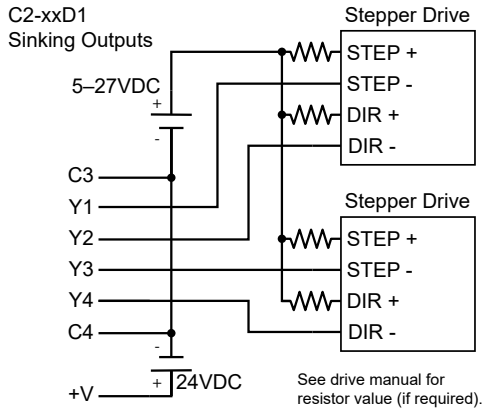 C2-xxD1
Sinking Outputs
Stepper Drive
5–27VDC
+
-
STEP +
STEP -
DIR +
DIR -
C3
Y1
Y2
Y3
Y4
C4
+V
Stepper Drive
STEP +
STEP -
DIR +
DIR -
-
+
24VDC
See drive manual for
resistor value (if required).